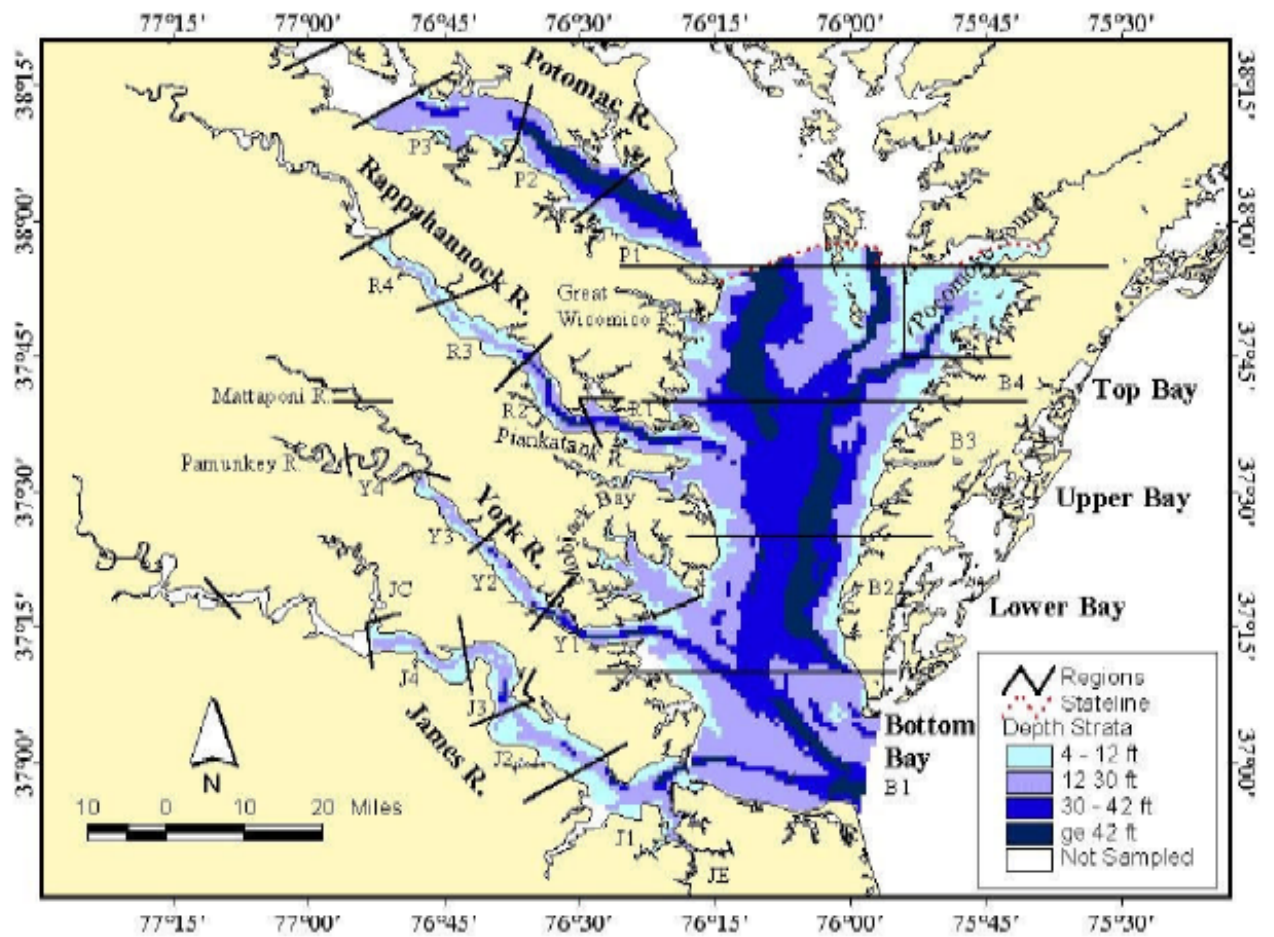 77°15' 77°00' 76°45' 76°30' 76°15' 76°00' 75°45' 75°30'
38°15'
38°15'
Potomac R.
P3
P2
Rappahannock R.
38°00'
38°00'
P1
Pocomoke Sound
R4
Great
Wicomico R.
R3
37°45'
37°45'
B4
Top Bay
Mattaponi R.
R2
R1
Piankatank R.
B3
Pamunkey R.
Y4
York R.
Mobjack Bay
Upper Bay
37°30'
37°30'
Y3
Y2
JC
B2
Lower Bay
37°15'
37°15'
Y1
J4
J3
James R.
Bottom
Bay
B1
J2
37°00'
37°00'
N
10 0 10 20 Miles
J1
JE
Regions
Stateline
Depth Strata
4 - 12 ft
12 30 ft
30 - 42 ft
ge 42 ft
Not Sampled
77°15' 77°00' 76°45' 76°30' 76°15' 76°00' 75°45' 75°30'